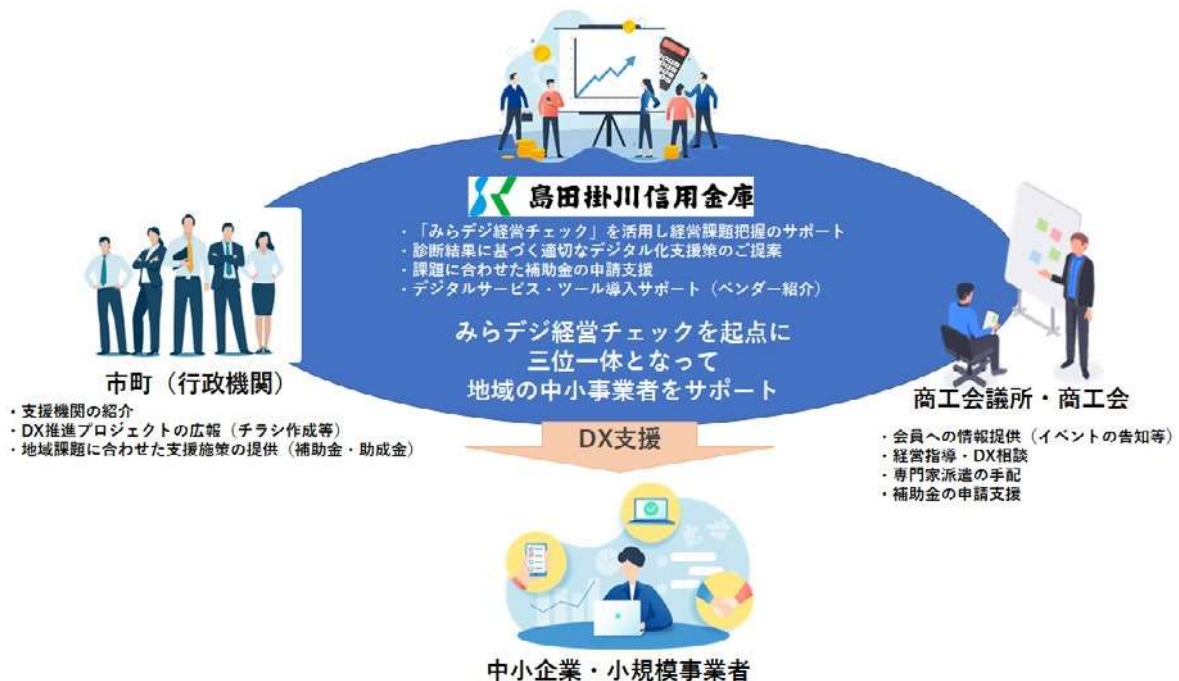 島田掛川信用金庫
・「みらデジ経営チェック」を活用し経営課題把握のサポート
・診断結果に基づく適切なデジタル化支援策のご提案
・課題に合わせた補助金の申請支援
・デジタルサービス・ツール導入サポート（ベンダー紹介）
みらデジ経営チェックを起点に
三位一体となって
地域の中小事業者をサポート
市町（行政機関）
・支援機関の紹介
・DX推進プロジェクトの広報（チラシ作成等）
・地域課題に合わせた支援施策の提供（補助金・助成金）
商工会議所・商工会
・会員への情報提供（イベントの告知等）
・経営指導・DX相談
・専門家派遣の手配
・補助金の申請支援
DX支援
中小企業・小規模事業者